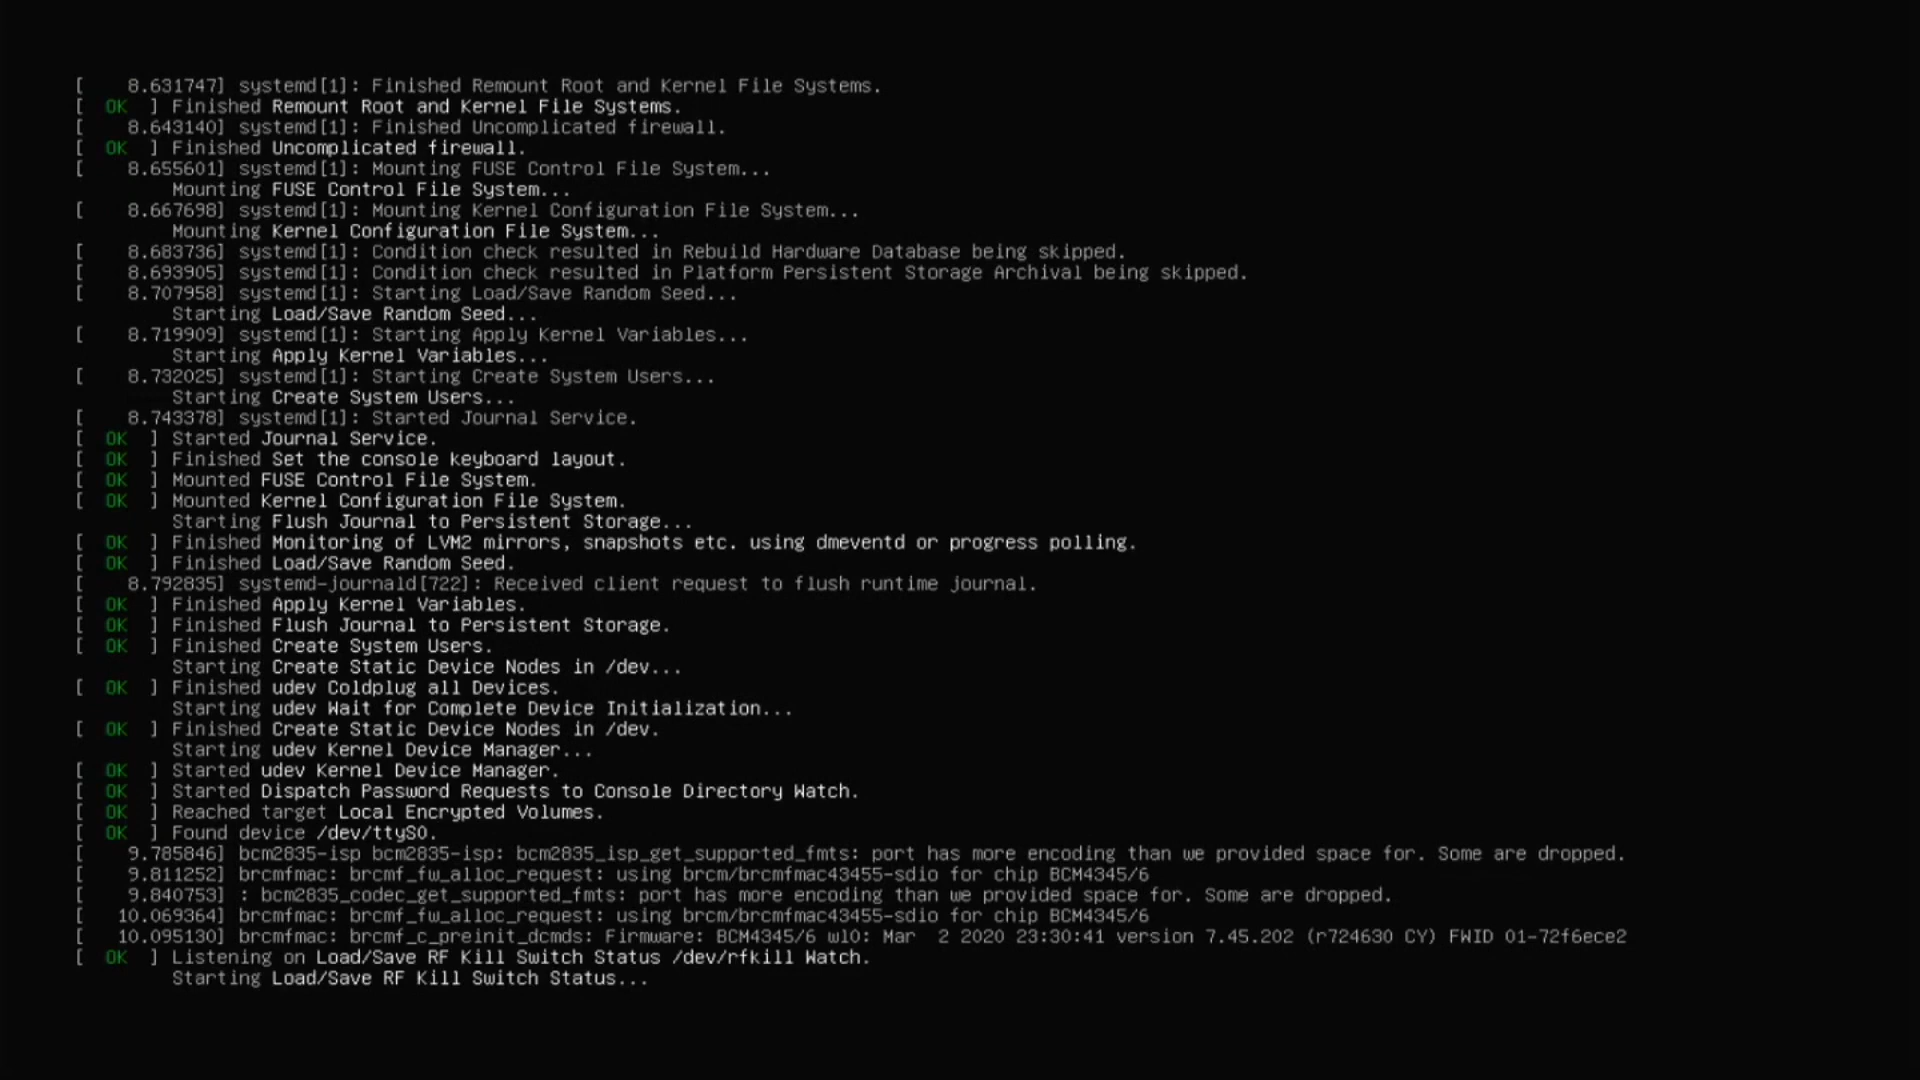 [    8.631747] systemd[1]: Finished Remount Root and Kernel File Systems.
[  OK  ] Finished Remount Root and Kernel File Systems.
[    8.643140] systemd[1]: Finished Uncomplicated firewall.
[  OK  ] Finished Uncomplicated firewall.
[    8.655601] systemd[1]: Mounting FUSE Control File System...
         Mounting FUSE Control File System...
[    8.667698] systemd[1]: Mounting Kernel Configuration File System...
         Mounting Kernel Configuration File System...
[    8.683736] systemd[1]: Condition check resulted in Rebuild Hardware Database being skipped.
[    8.693905] systemd[1]: Condition check resulted in Platform Persistent Storage Archival being skipped.
[    8.707958] systemd[1]: Starting Load/Save Random Seed...
         Starting Load/Save Random Seed...
[    8.719909] systemd[1]: Starting Apply Kernel Variables...
         Starting Apply Kernel Variables...
[    8.732025] systemd[1]: Starting Create System Users...
         Starting Create System Users...
[    8.743378] systemd[1]: Started Journal Service.
[  OK  ] Started Journal Service.
[  OK  ] Finished Set the console keyboard layout.
[  OK  ] Mounted FUSE Control File System.
[  OK  ] Mounted Kernel Configuration File System.
         Starting Flush Journal to Persistent Storage...
[  OK  ] Finished Monitoring of LVM2 mirrors, snapshots etc. using dmeventd or progress polling.
[  OK  ] Finished Load/Save Random Seed.
[    8.792835] systemd-journald[722]: Received client request to flush runtime journal.
[  OK  ] Finished Apply Kernel Variables.
[  OK  ] Finished Flush Journal to Persistent Storage.
[  OK  ] Finished Create System Users.
         Starting Create Static Device Nodes in /dev...
[  OK  ] Finished udev Coldplug all Devices.
         Starting udev Wait for Complete Device Initialization...
[  OK  ] Finished Create Static Device Nodes in /dev.
         Starting udev Kernel Device Manager...
[  OK  ] Started udev Kernel Device Manager.
[  OK  ] Started Dispatch Password Requests to Console Directory Watch.
[  OK  ] Reached target Local Encrypted Volumes.
[  OK  ] Found device /dev/ttyS0.
[    9.785846] bcm2835-isp bcm2835-isp: bcm2835_isp_get_supported_fmts: port has more encoding than we provided space for. Some are dropped.
[    9.811252] brcmfmac: brcmf_fw_alloc_request: using brcm/brcmfmac43455-sdio for chip BCM4345/6
[    9.840753] : bcm2835_codec_get_supported_fmts: port has more encoding than we provided space for. Some are dropped.
[   10.069364] brcmfmac: brcmf_fw_alloc_request: using brcm/brcmfmac43455-sdio for chip BCM4345/6
[   10.095130] brcmfmac: brcmf_c_preinit_dcmds: Firmware: BCM4345/6 wl0: Mar  2 2020 23:30:41 version 7.45.202 (r724630 CY) FWID 01-72f6ece2
[  OK  ] Listening on Load/Save RF Kill Switch Status /dev/rfkill Watch.
         Starting Load/Save RF Kill Switch Status...